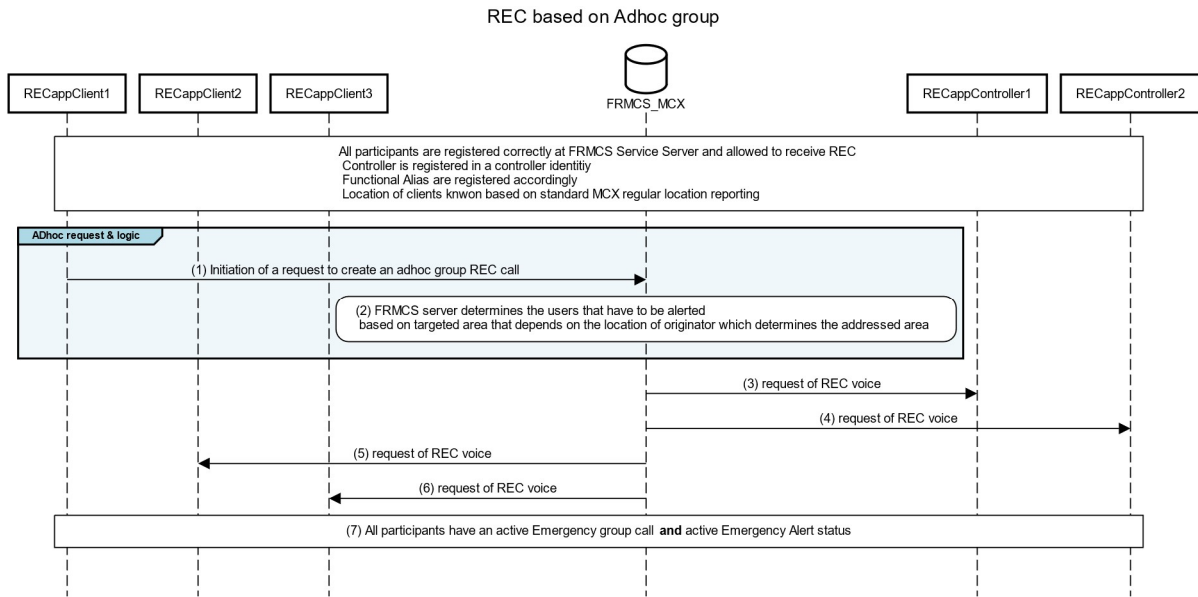 REC based on Adhoc group
RECappClient1
RECappClient2
RECappClient3
FRMCS_MCX
RECappController1
RECappController2
All participants are registered correctly at FRMCS Service Server and allowed to receive REC
Controller is registered in a controller identitiy
Functional Alias are registered accordingly
Location of clients knwon based on standard MCX regular location reporting
ADhoc request & logic
(1) Initiation of a request to create an adhoc group REC call
(2) FRMCS server determines the users that have to be alerted
based on targeted area that depends on the location of originator which determines the addressed area
(3) request of REC voice
(4) request of REC voice
(5) request of REC voice
(6) request of REC voice
(7) All participants have an active Emergency group call and active Emergency Alert status